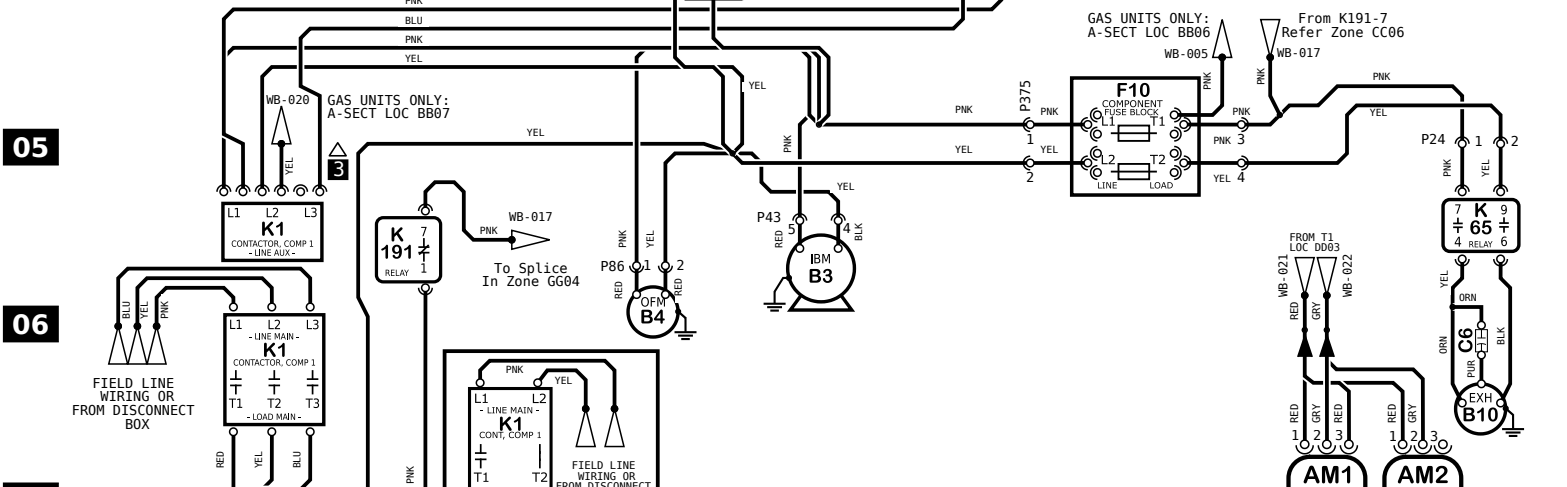 PNK
BLU
PNK
YEL
YEL
WB-020
GAS UNITS ONLY:
A-SECT LOC BB07
YEL
3
05
YEL
L1 L2 L3
K1
CONTACTOR, COMP 1
- LINE AUX -
K
191
7
1
RELAY
PNK
WB-017
To Splice
In Zone GG04
PNK
YEL
P86 1 2
RED
RED
OFM
B4
PNK
P43
5
4
YEL
RED
BLK
IBM
B3
GAS UNITS ONLY:
A-SECT LOC BB06
WB-005
From K191-7
Refer Zone CC06
WB-017
PNK
PNK
PNK
P375
PNK
1
PNK
YEL
YEL
2
F10
COMPONENT
FUSE BLOCK
L1 T1
L2 T2
LINE LOAD
PNK
PNK 3
YEL 4
PNK
YEL
P24 1 2
PNK
YEL
7 K 9
65
4 RELAY 6
YEL
ORN
ORN
C6
PUR
BLK
EXH
B10
FROM T1
LOC DD03
WB-021
WB-022
RED
GRY
RED
GRY
RED
RED
GRY
1 2 3
1 2 3
AM1
AM2
06
BLU
YEL
PNK
FIELD LINE
WIRING OR
FROM DISCONNECT
BOX
L1 L2 L3
- LINE MAIN -
K1
CONTACTOR, COMP 1
T1 T2 T3
- LOAD MAIN -
RED
YEL
BLU
PNK
PNK
YEL
L1 L2
- LINE MAIN -
K1
CONT, COMP 1
T1 T2
FIELD LINE
WIRING OR
FROM DISCONNECT